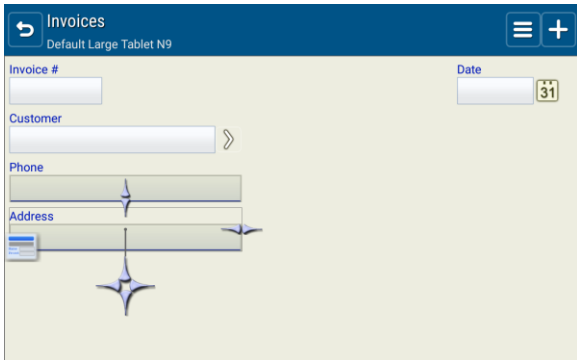 Invoices
Default Large Tablet N9
Invoice #
Date
31
Customer
Phone
Address